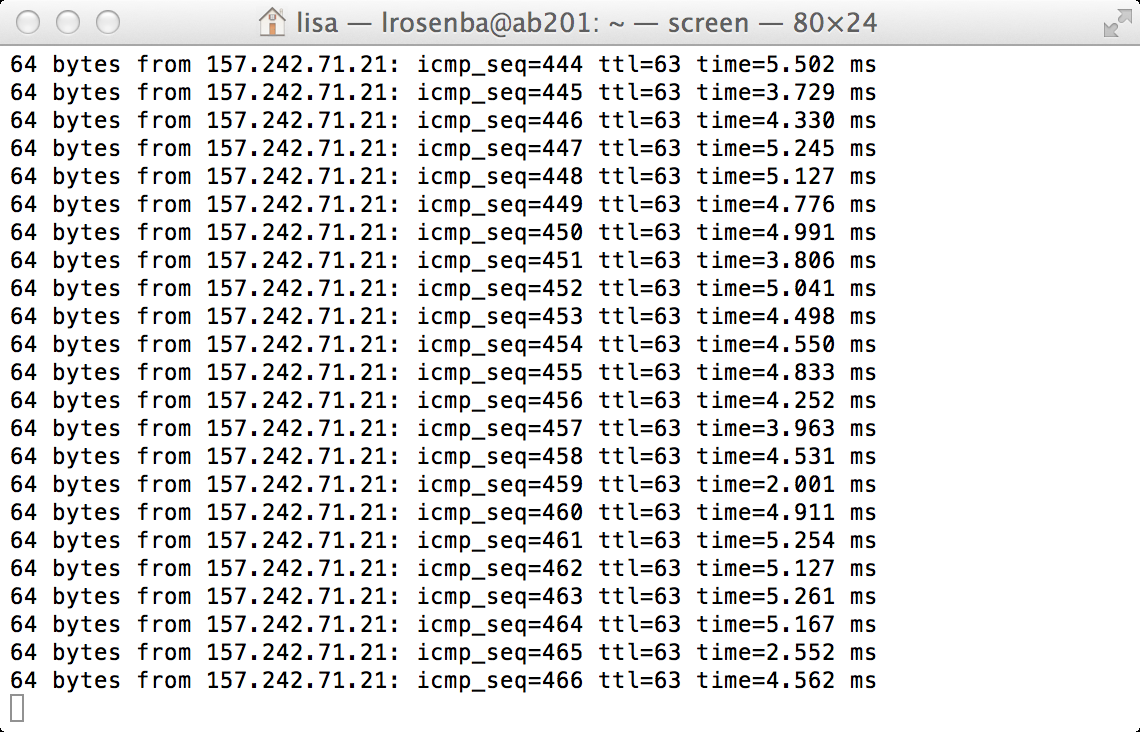 lisa — lrosenba@ab201: ~ — screen — 80×24
64 bytes from 157.242.71.21: icmp_seq=444 ttl=63 time=5.502 ms
64 bytes from 157.242.71.21: icmp_seq=445 ttl=63 time=3.729 ms
64 bytes from 157.242.71.21: icmp_seq=446 ttl=63 time=4.330 ms
64 bytes from 157.242.71.21: icmp_seq=447 ttl=63 time=5.245 ms
64 bytes from 157.242.71.21: icmp_seq=448 ttl=63 time=5.127 ms
64 bytes from 157.242.71.21: icmp_seq=449 ttl=63 time=4.776 ms
64 bytes from 157.242.71.21: icmp_seq=450 ttl=63 time=4.991 ms
64 bytes from 157.242.71.21: icmp_seq=451 ttl=63 time=3.806 ms
64 bytes from 157.242.71.21: icmp_seq=452 ttl=63 time=5.041 ms
64 bytes from 157.242.71.21: icmp_seq=453 ttl=63 time=4.498 ms
64 bytes from 157.242.71.21: icmp_seq=454 ttl=63 time=4.550 ms
64 bytes from 157.242.71.21: icmp_seq=455 ttl=63 time=4.833 ms
64 bytes from 157.242.71.21: icmp_seq=456 ttl=63 time=4.252 ms
64 bytes from 157.242.71.21: icmp_seq=457 ttl=63 time=3.963 ms
64 bytes from 157.242.71.21: icmp_seq=458 ttl=63 time=4.531 ms
64 bytes from 157.242.71.21: icmp_seq=459 ttl=63 time=2.001 ms
64 bytes from 157.242.71.21: icmp_seq=460 ttl=63 time=4.911 ms
64 bytes from 157.242.71.21: icmp_seq=461 ttl=63 time=5.254 ms
64 bytes from 157.242.71.21: icmp_seq=462 ttl=63 time=5.127 ms
64 bytes from 157.242.71.21: icmp_seq=463 ttl=63 time=5.261 ms
64 bytes from 157.242.71.21: icmp_seq=464 ttl=63 time=5.167 ms
64 bytes from 157.242.71.21: icmp_seq=465 ttl=63 time=2.552 ms
64 bytes from 157.242.71.21: icmp_seq=466 ttl=63 time=4.562 ms